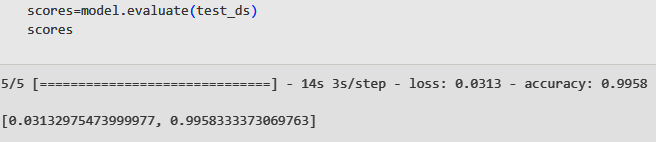 scores=model.evaluate(test_ds)
scores
5/5 [==============================] - 14s 3s/step - loss: 0.0313 - accuracy: 0.9958
[0.03132975473999977, 0.9958333373069763]